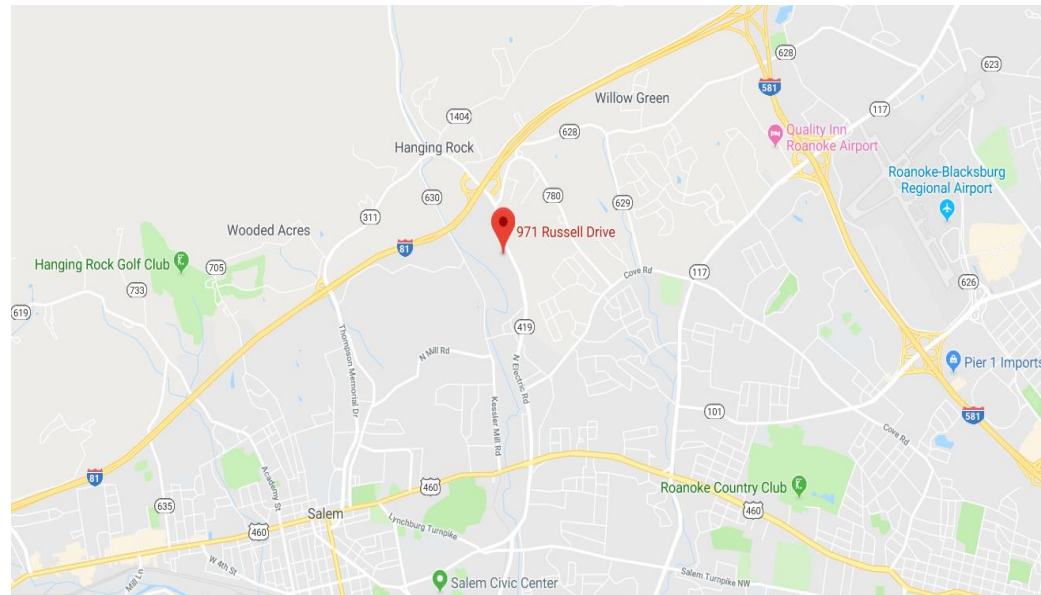 628
581
623
Willow Green
117
1404
628
Quality Inn
Roanoke Airport
Hanging Rock
Roanoke-Blacksburg
Regional Airport
630
780
629
311
Wooded Acres
971 Russell Drive
81
Hanging Rock Golf Club
705
117
Cove Rd
733
626
619
419
Thompson Memorial Dr
N Mill Rd
N Electric Rd
Pier 1 Imports
Kessler Mill Rd
101
581
Cove Rd
81
Academy St
460
Roanoke Country Club
635
Salem
460
460
Lynchburg Turnpike
W 4th St
Mill Ln
Salem Civic Center
Salem Turnpike NW